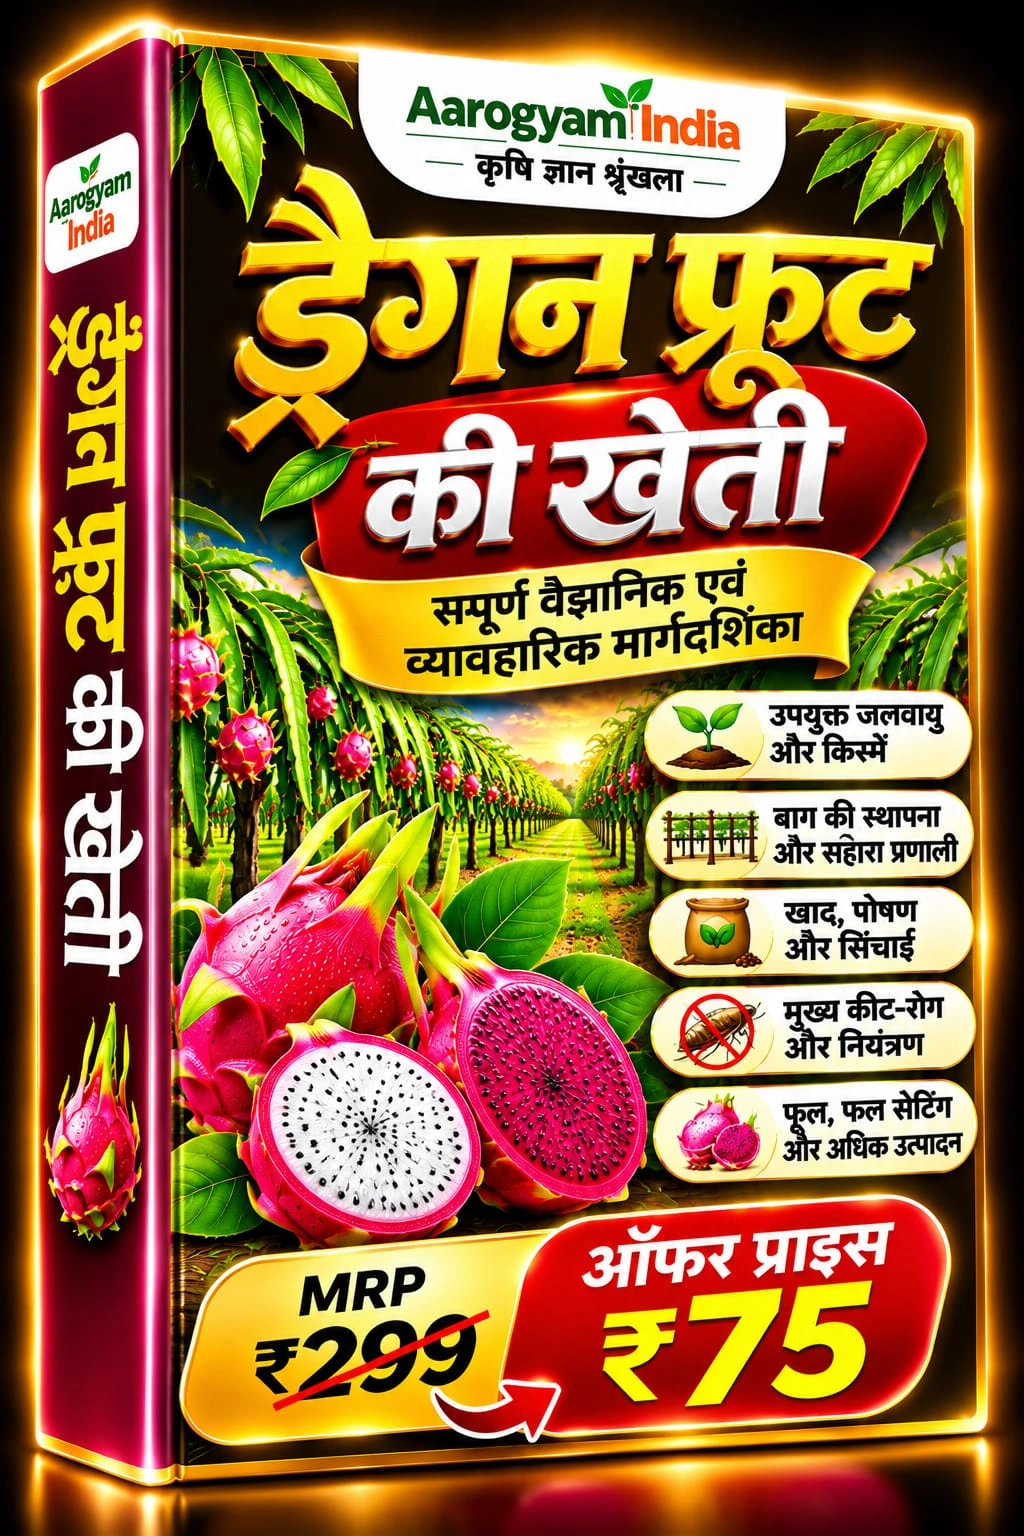 Aarogyam India
कृषि ज्ञान श्रृंखला
ड्रैगन फ्रूट
की खेती
सम्पूर्ण वैज्ञानिक एवं
व्यावहारिक मार्गदर्शिका
उपयुक्त जलवायु
और किस्में
बाग की स्थापना
और सहारा प्रणाली
खाद, पोषण
और सिंचाई
मुख्य कीट-रोग
और नियंत्रण
फूल, फल सेटिंग
और अधिक उत्पादन
MRP
₹299
ऑफर प्राइस
₹75
Aarogyam
India
ड्रैगन फ्रूट की खेती